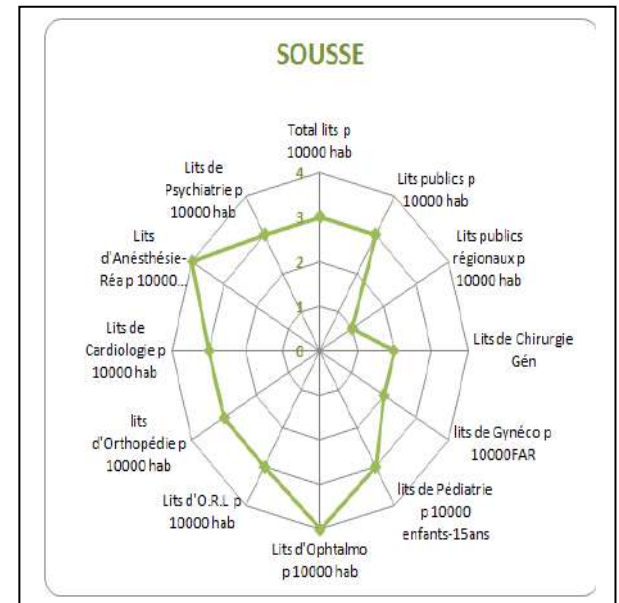 SOUSSE
Total lits p
10000 hab
Lits publics p
10000 hab
Lits publics
régionaux p
10000 hab
Lits de Chirurgie
Gén
lits de Gynéco p
10000FAR
lits de Pédiatrie
p 10000
enfants-15ans
Lits d'Ophtalmo
p 10000 hab
Lits d'O.R.L p
10000 hab
lits
d'Orthopédie p
10000 hab
Lits de
Cardiologie p
10000 hab
Lits
d'Anésthésie-
Réa p 10000...
Lits de
Psychiatrie p
10000 hab
4
3
2
1
0